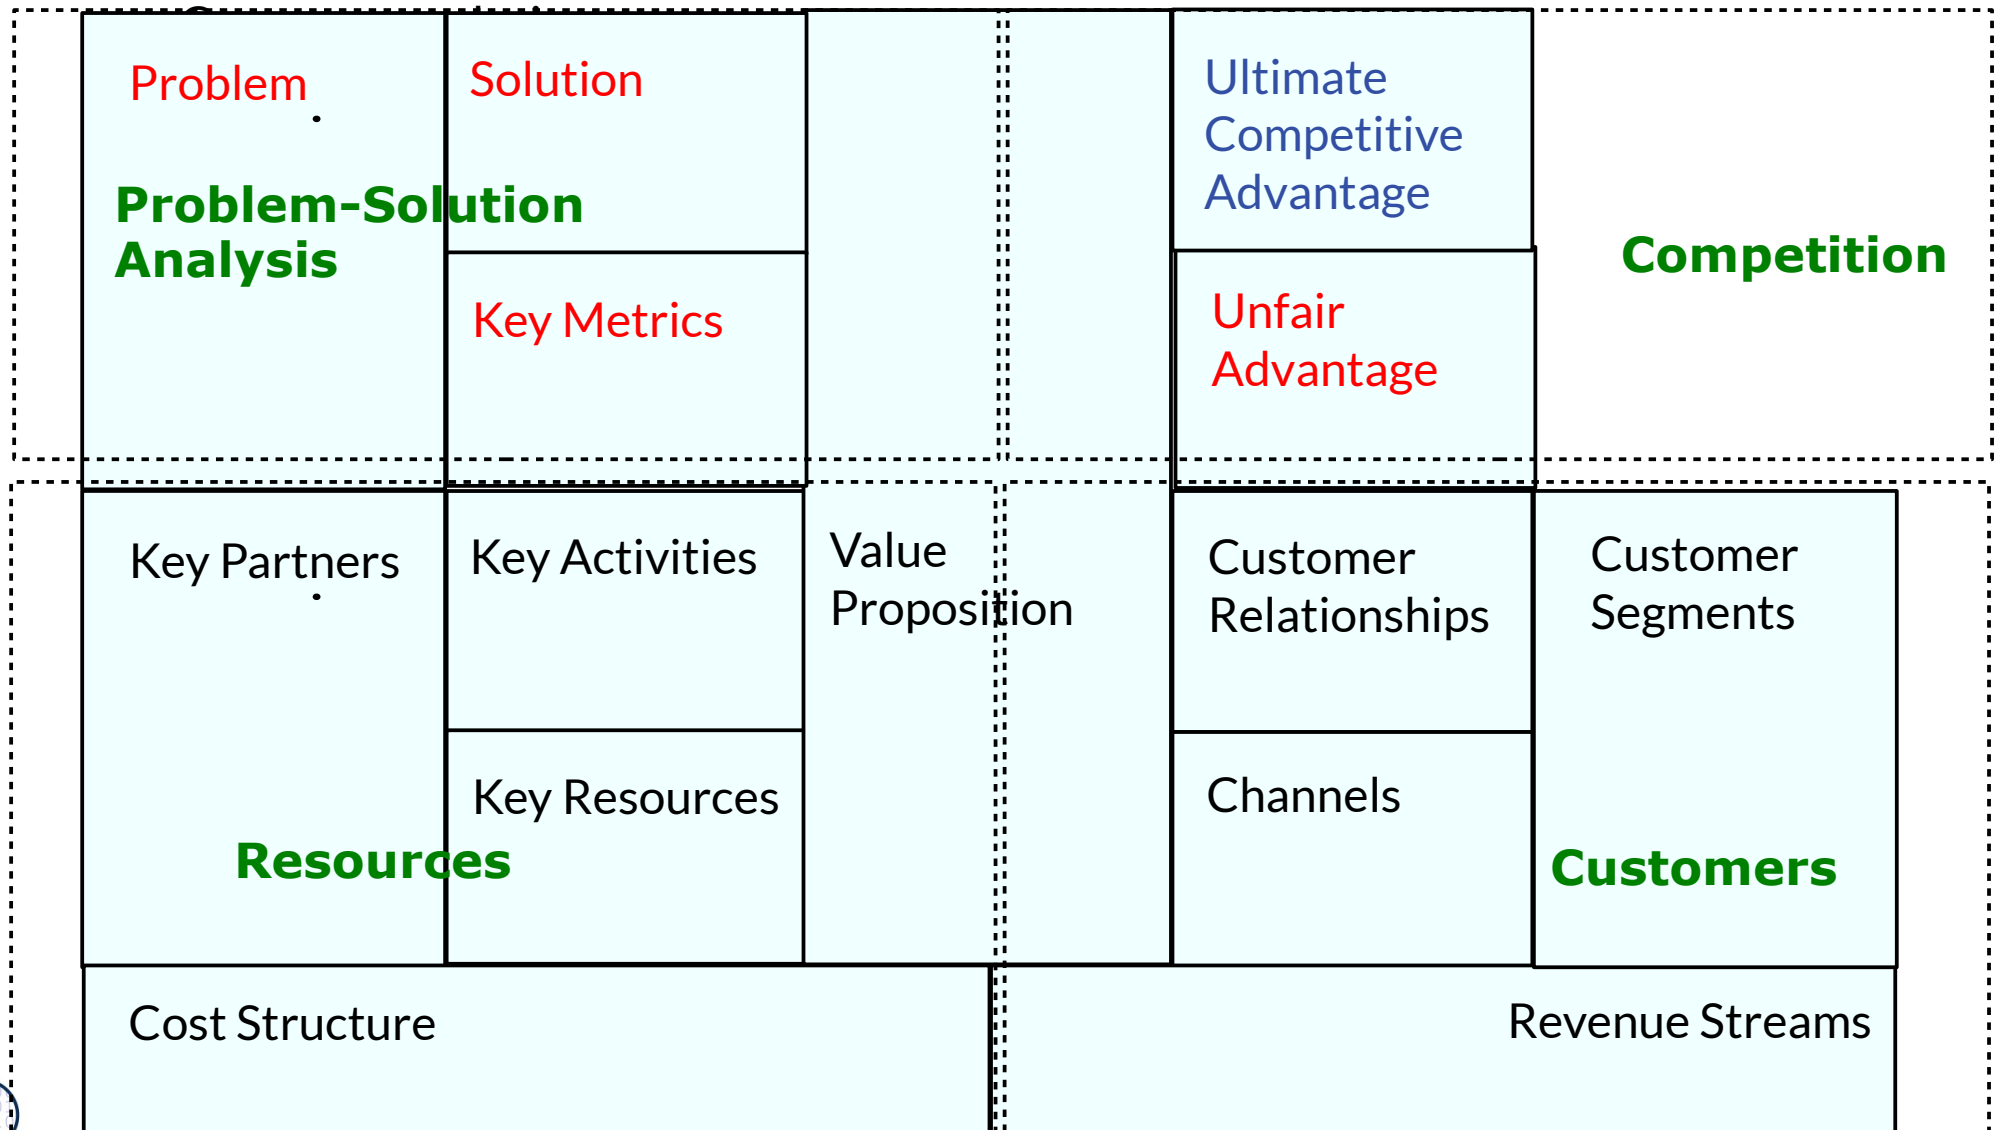 Problem
Solution
Ultimate
Competitive
Advantage
Problem-Solution
Analysis
Competition
Key Metrics
Unfair
Advantage
Key Partners
Key Activities
Value
Proposition
Customer
Relationships
Customer
Segments
Key Resources
Channels
Resources
Customers
Cost Structure
Revenue Streams